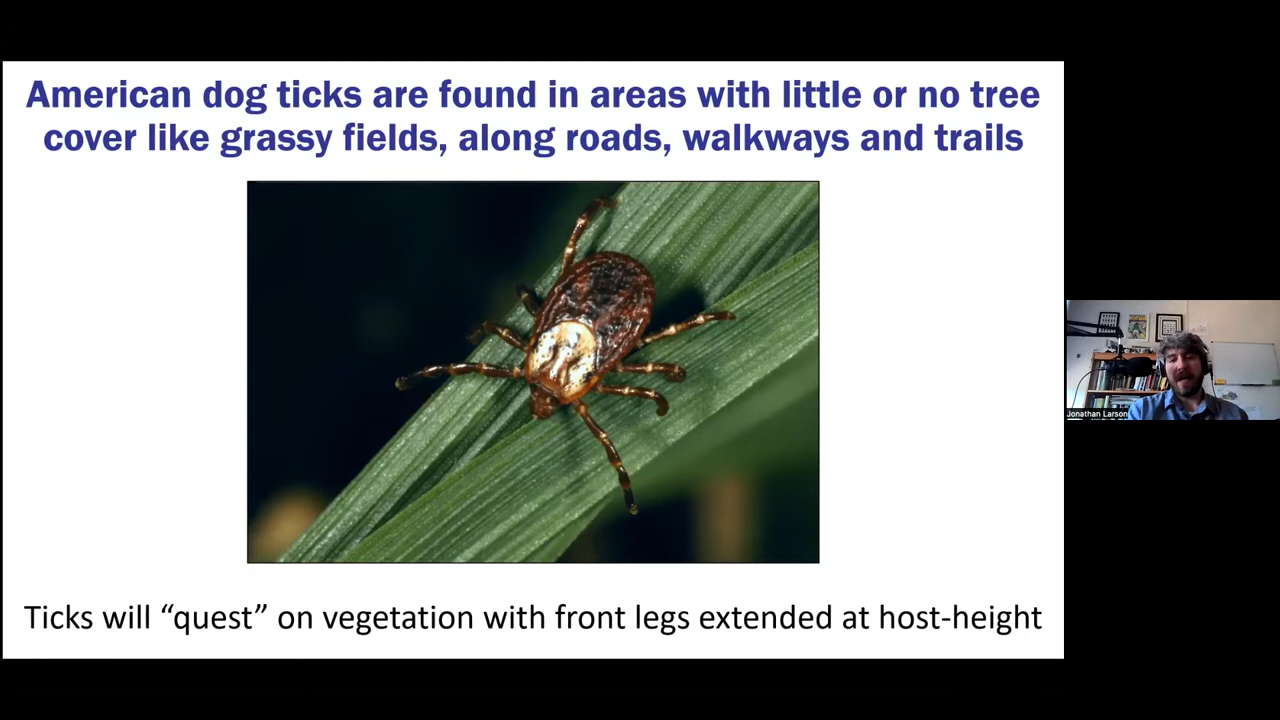 American dog ticks are found in areas with little or no tree
cover like grassy fields, along roads, walkways and trails
Ticks will “quest” on vegetation with front legs extended at host-height
Jonathan Larson